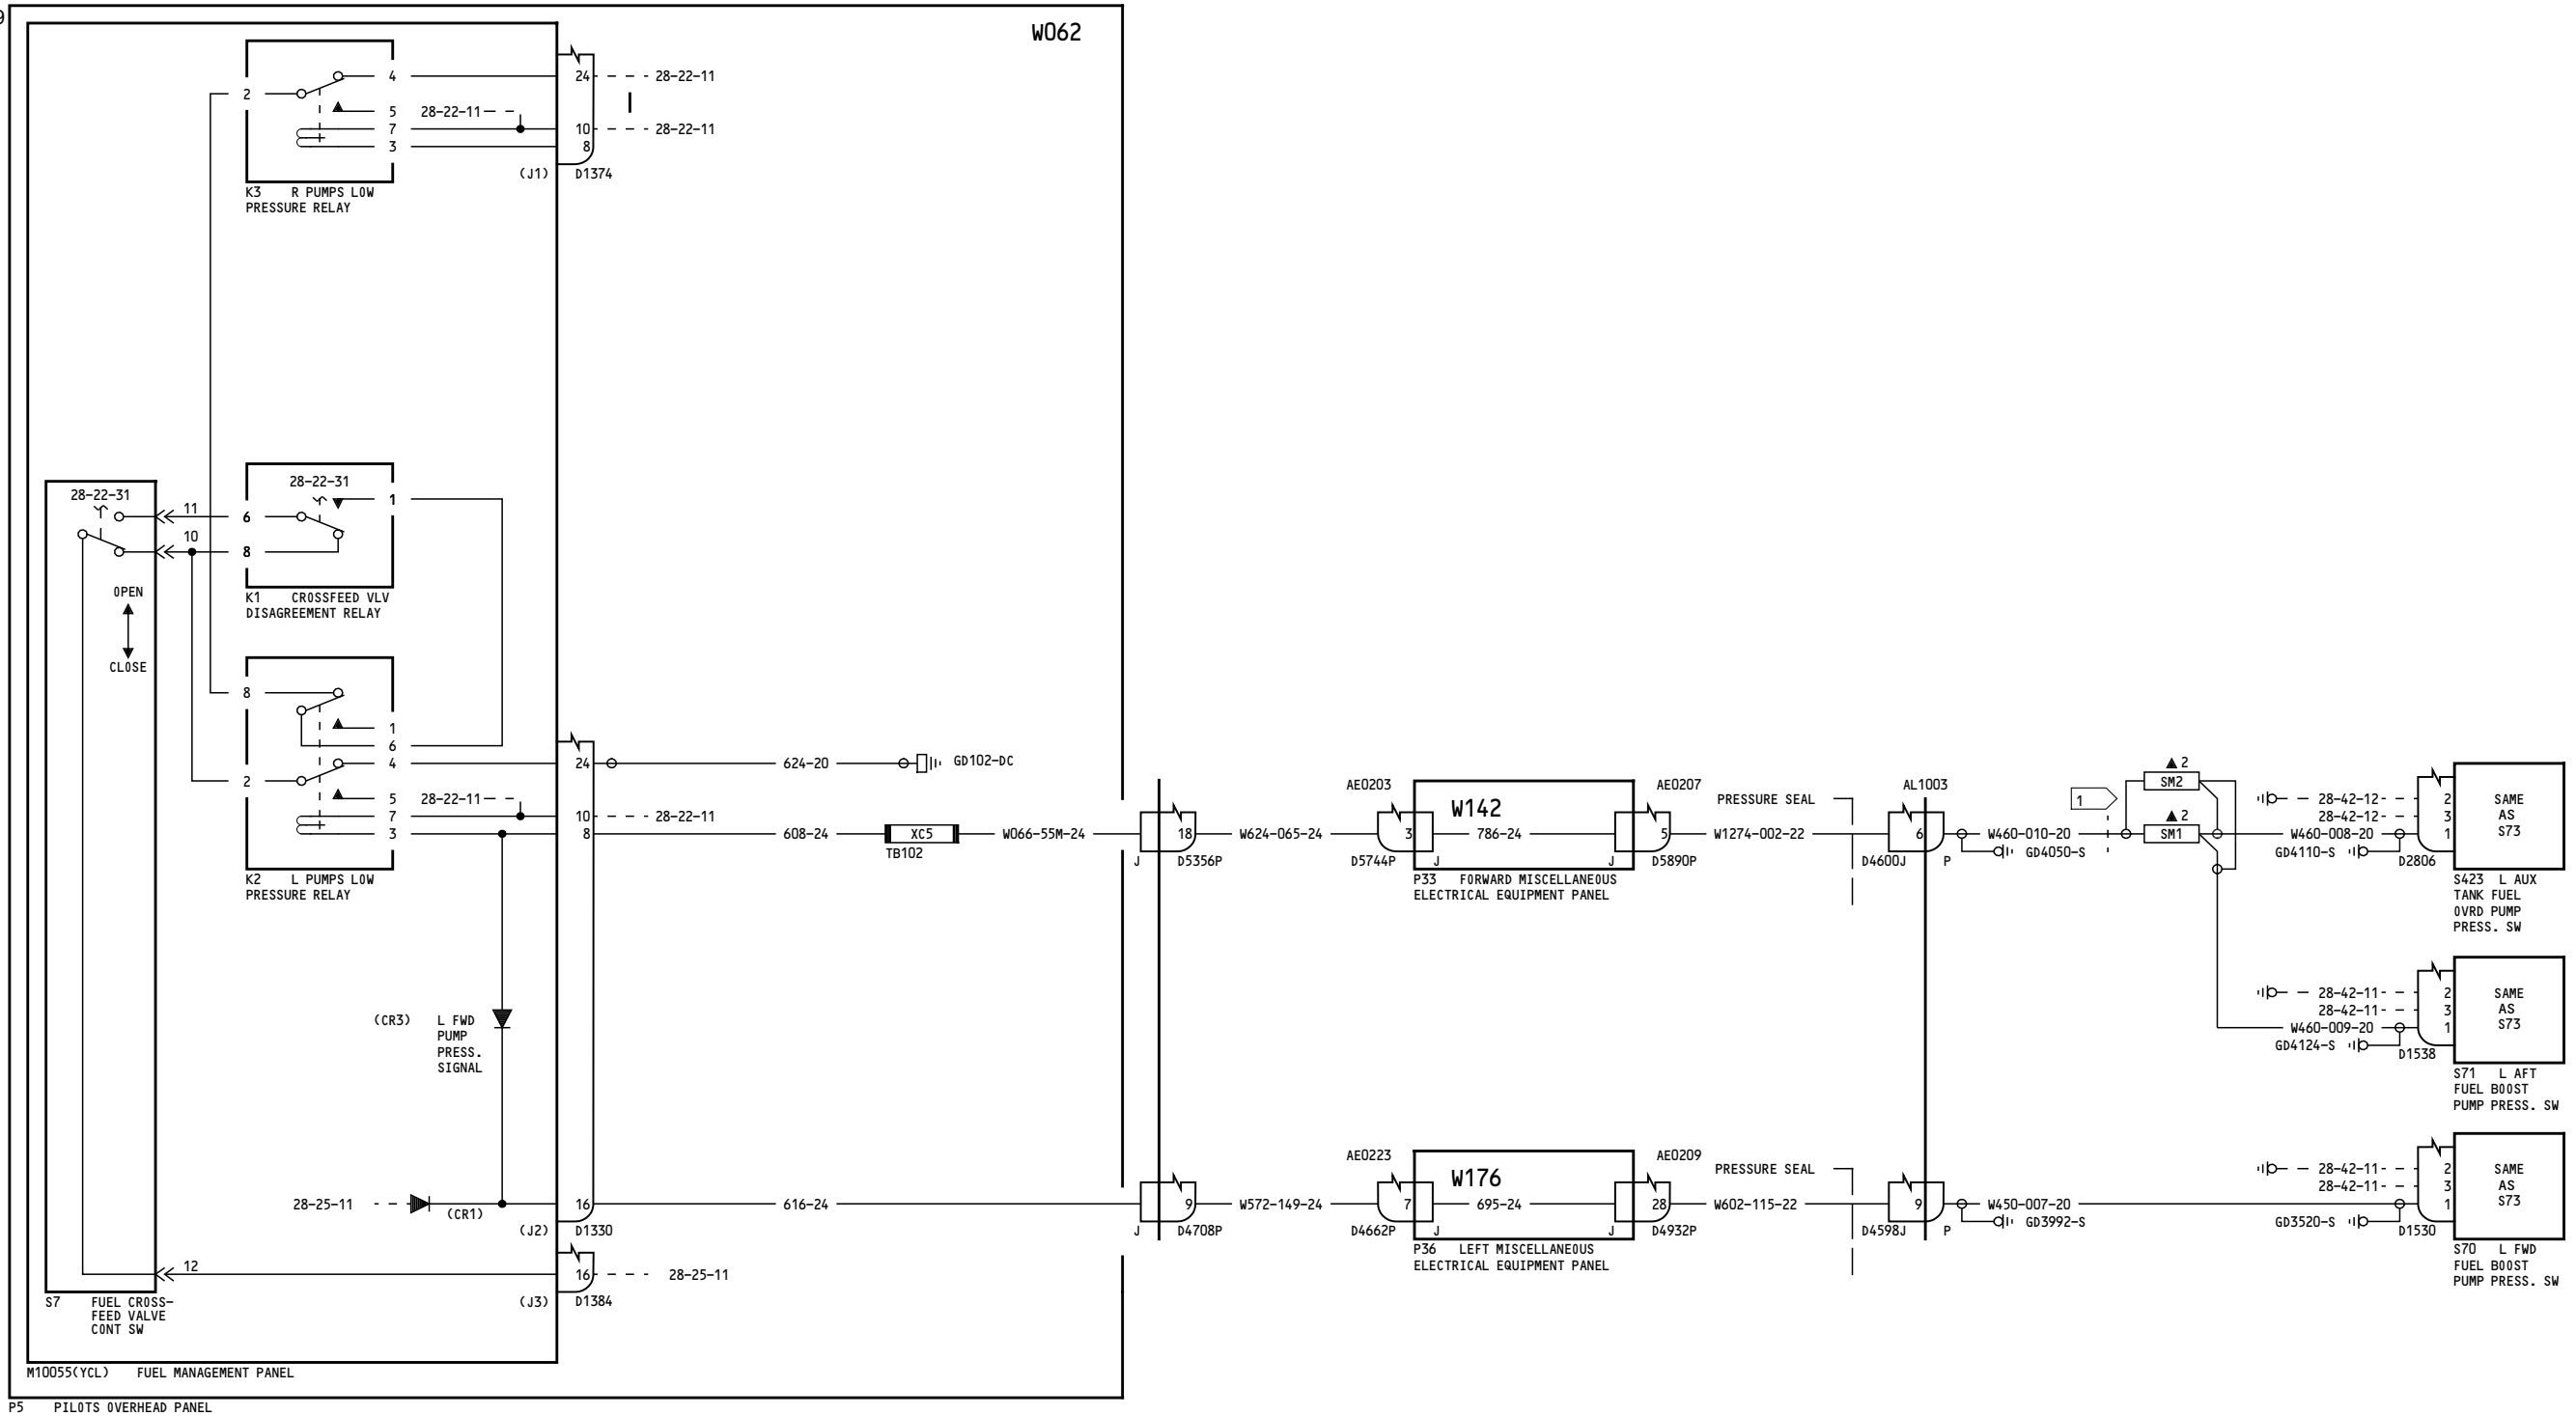 9
W062
4
24
28-22-11
2
5
28-22-11
7
10
28-22-11
3
8
(J1)
D1374
K3 R PUMPS LOW
PRESSURE RELAY
28-22-31
28-22-31
1
11
6
10
8
OPEN
CLOSE
K1 CROSSFEED VLV
DISAGREEMENT RELAY
8
1
6
4
24
624-20
GD102-DC
2
5
28-22-11
7
10
28-22-11
3
8
608-24
XC5
TB102
W066-55M-24
K2 L PUMPS LOW
PRESSURE RELAY
18
J
D5356P
W624-065-24
AE0203
3
D5744P
J
W142
786-24
J
P33 FORWARD MISCELLANEOUS
ELECTRICAL EQUIPMENT PANEL
AE0207
5
D5890P
PRESSURE SEAL
W1274-002-22
AL1003
6
D4600J
P
W460-010-20
GD4050-S
1
2
SM2
2
SM1
28-42-12
2
28-42-12
3
W460-008-20
1
GD4110-S
D2806
SAME
AS
S73
S423 L AUX
TANK FUEL
OVRD PUMP
PRESS. SW
28-42-11
2
28-42-11
3
W460-009-20
1
GD4124-S
D1538
SAME
AS
S73
S71 L AFT
FUEL BOOST
PUMP PRESS. SW
(CR3)
L FWD
PUMP
PRESS.
SIGNAL
28-25-11
(CR1)
16
616-24
(J2)
D1330
9
J
D4708P
W572-149-24
AE0223
7
D4662P
J
W176
695-24
J
P36 LEFT MISCELLANEOUS
ELECTRICAL EQUIPMENT PANEL
AE0209
28
D4932P
PRESSURE SEAL
W602-115-22
9
D4598J
P
W450-007-20
GD3992-S
28-42-11
2
28-42-11
3
1
GD3520-S
D1530
SAME
AS
S73
S70 L FWD
FUEL BOOST
PUMP PRESS. SW
12
16
28-25-11
(J3)
D1384
S7 FUEL CROSS-
FEED VALVE
CONT SW
M10055(YCL) FUEL MANAGEMENT PANEL
P5 PILOTS OVERHEAD PANEL